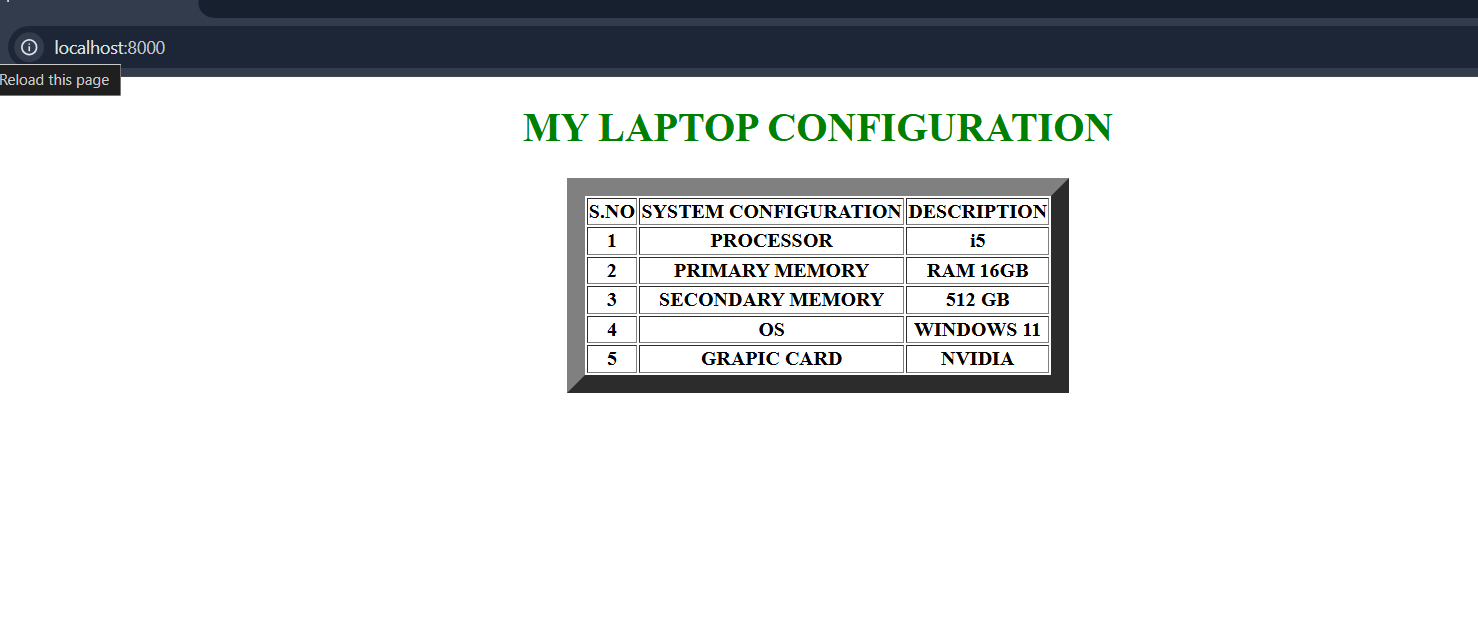 localhost:8000
Reload this page
MY LAPTOP CONFIGURATION
S.NO SYSTEM CONFIGURATION DESCRIPTION
1 PROCESSOR i5
2 PRIMARY MEMORY RAM 16GB
3 SECONDARY MEMORY 512 GB
4 OS WINDOWS 11
5 GRAPIC CARD NVIDIA